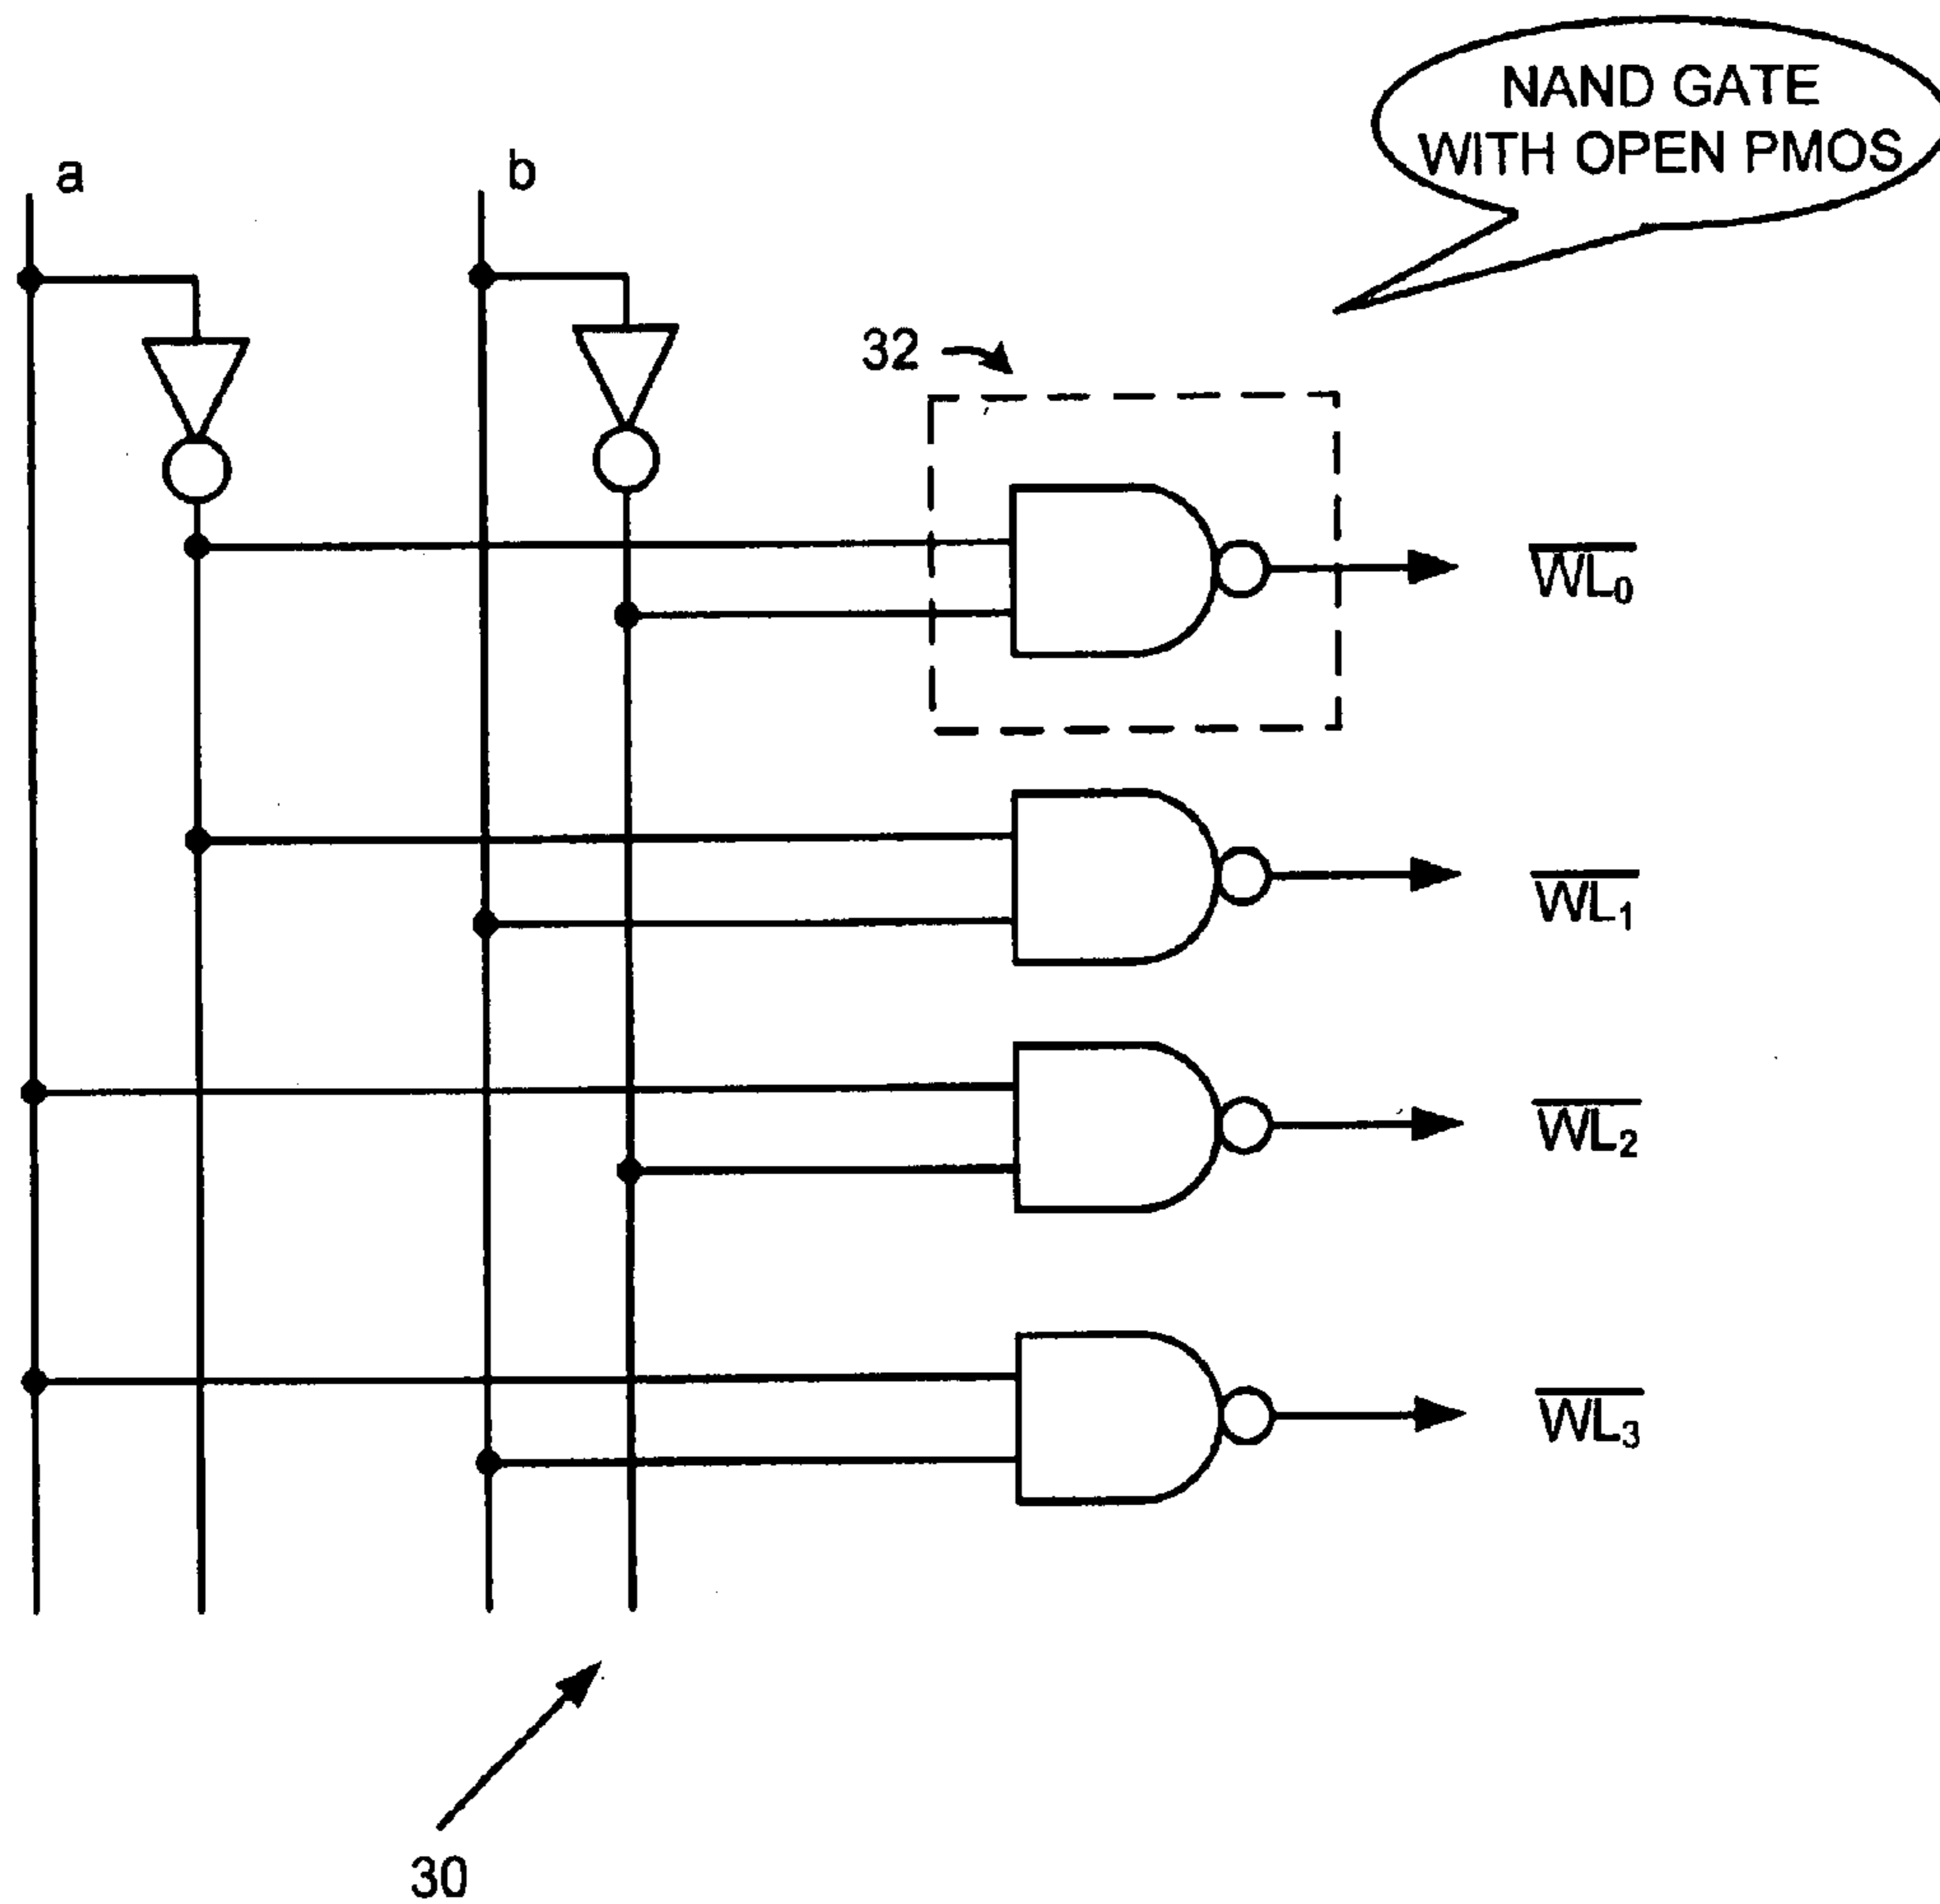 NAND GATE
WITH OPEN PMOS
a
b
32
WL₀
WL₁
WL₂
WL₃
30